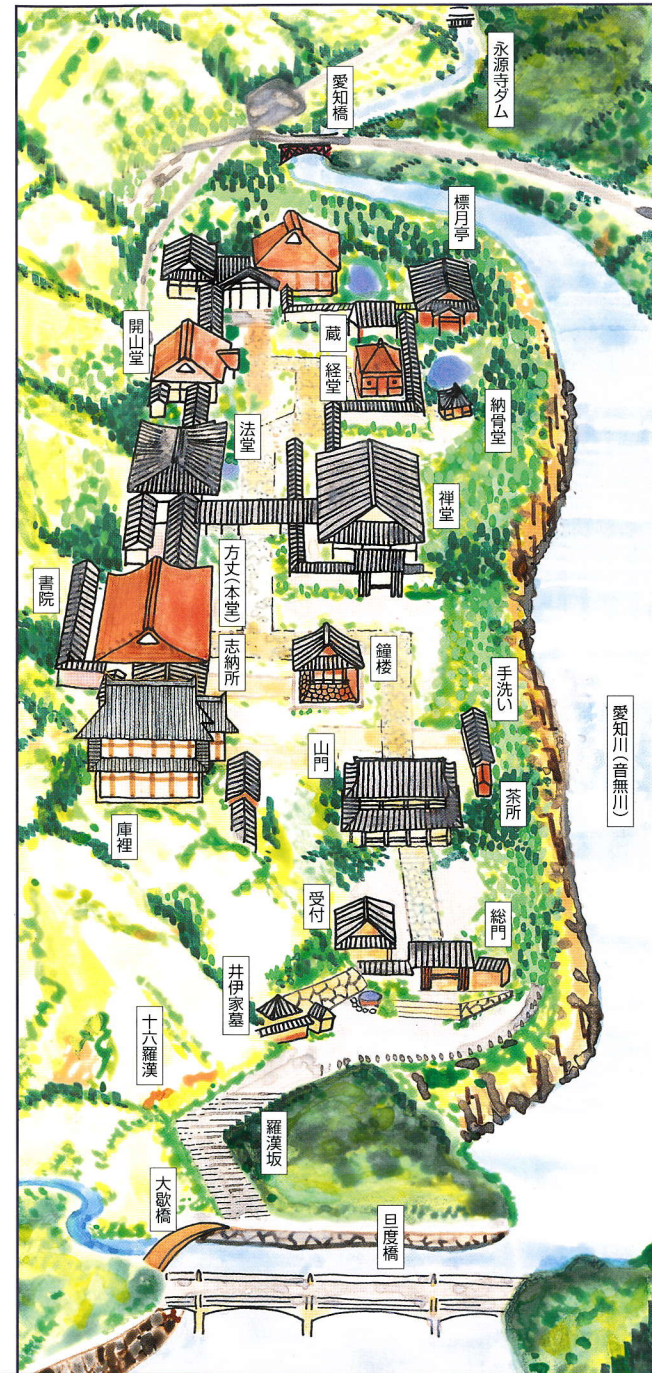 永源寺ダム
愛知橋
標月亭
開山堂
蔵
経堂
納骨堂
法堂
禅堂
方丈(本堂)
書院
志納所
鐘楼
手洗い
愛知川(音無川)
山門
茶所
庫裡
受付
総門
井伊家墓
十六羅漢
羅漢坂
大歇橋
旦度橋